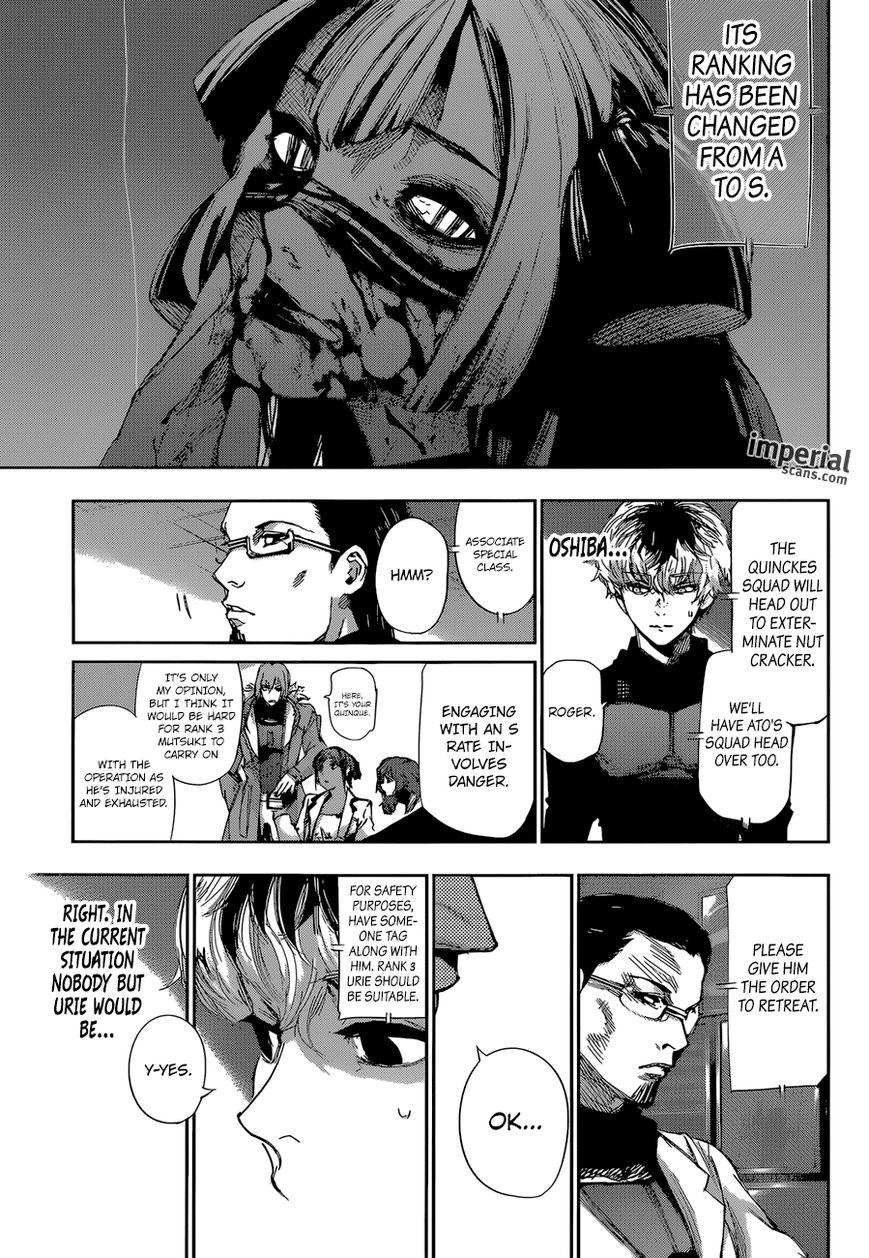 ITS
RANKING
HAS BEEN
CHANGED
FROM A
TO S.
imperial
scans.com
THE
QUINCKES
SQUAD WILL
HEAD OUT
TO EXTER-
MINATE NUT
CRACKER.
WE'LL
HAVE ATO'S
SQUAD HEAD
OVER TOO.
OSHIBA...
ROGER.
ASSOCIATE
SPECIAL
CLASS.
HMM?
ENGAGING
WITH AN S
RATE IN-
VOLVES
DANGER.
HERE,
IT'S YOUR
QUINQUE.
IT'S ONLY
MY OPINION,
BUT I THINK IT
WOULD BE HARD
FOR RANK 3
MUTSUKI TO
CARRY ON
WITH THE
OPERATION AS
HE'S INJURED
AND EXHAUSTED.
PLEASE
GIVE HIM
THE ORDER
TO RETREAT.
OK...
FOR SAFETY
PURPOSES,
HAVE SOME-
ONE TAG
ALONG WITH
HIM. RANK 3
URIE SHOULD
BE SUITABLE.
RIGHT. IN
THE CURRENT
SITUATION
NOBODY BUT
URIE WOULD
BE...
Y-YES.